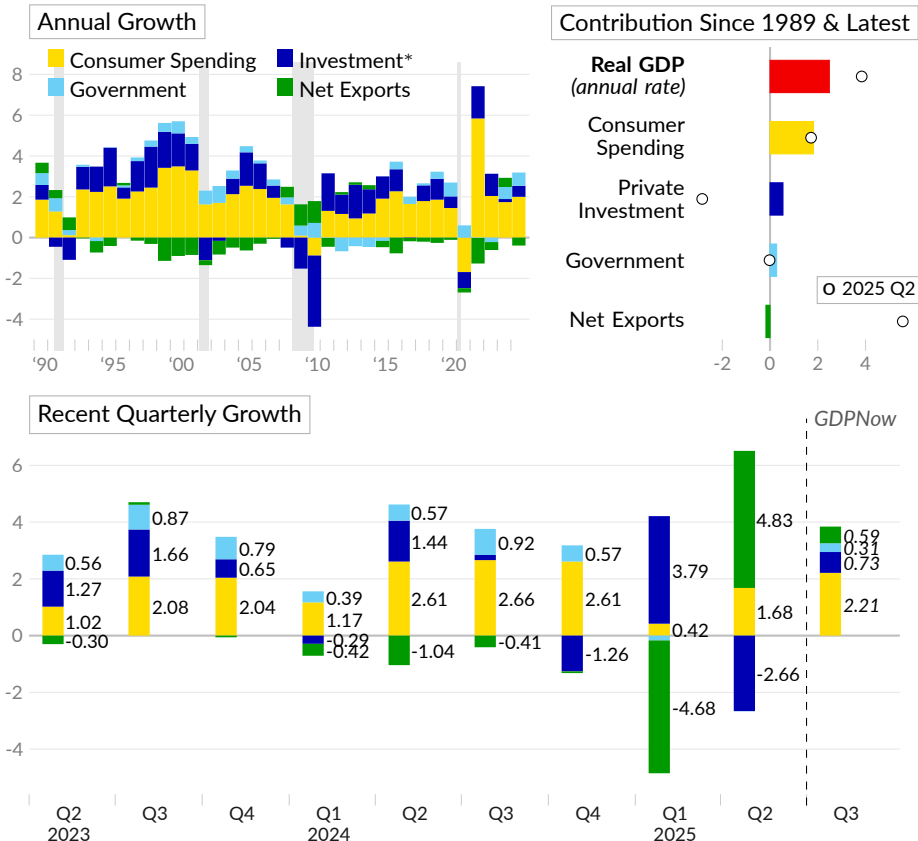 Annual Growth
Consumer Spending
Investment*
Government
Net Exports
8
6
4
2
0
-2
-4
'90
'95
'00
'05
'10
'15
'20
Contribution Since 1989 & Latest
Real GDP
(annual rate)
Consumer
Spending
Private
Investment
Government
o 2025 Q2
Net Exports
-2
0
2
4
Recent Quarterly Growth
GDPNow
6
4
2
0
-2
-4
0.56
1.27
1.02
-0.30
0.87
1.66
2.08
0.79
0.65
2.04
0.39
1.17
-0.29
-0.42
0.57
1.44
2.61
-1.04
0.92
2.66
-0.41
0.57
2.61
-1.26
3.79
0.42
-4.68
4.83
1.68
-2.66
0.59
0.31
0.73
2.21
Q2
2023
Q3
Q4
Q1
2024
Q2
Q3
Q4
Q1
2025
Q2
Q3